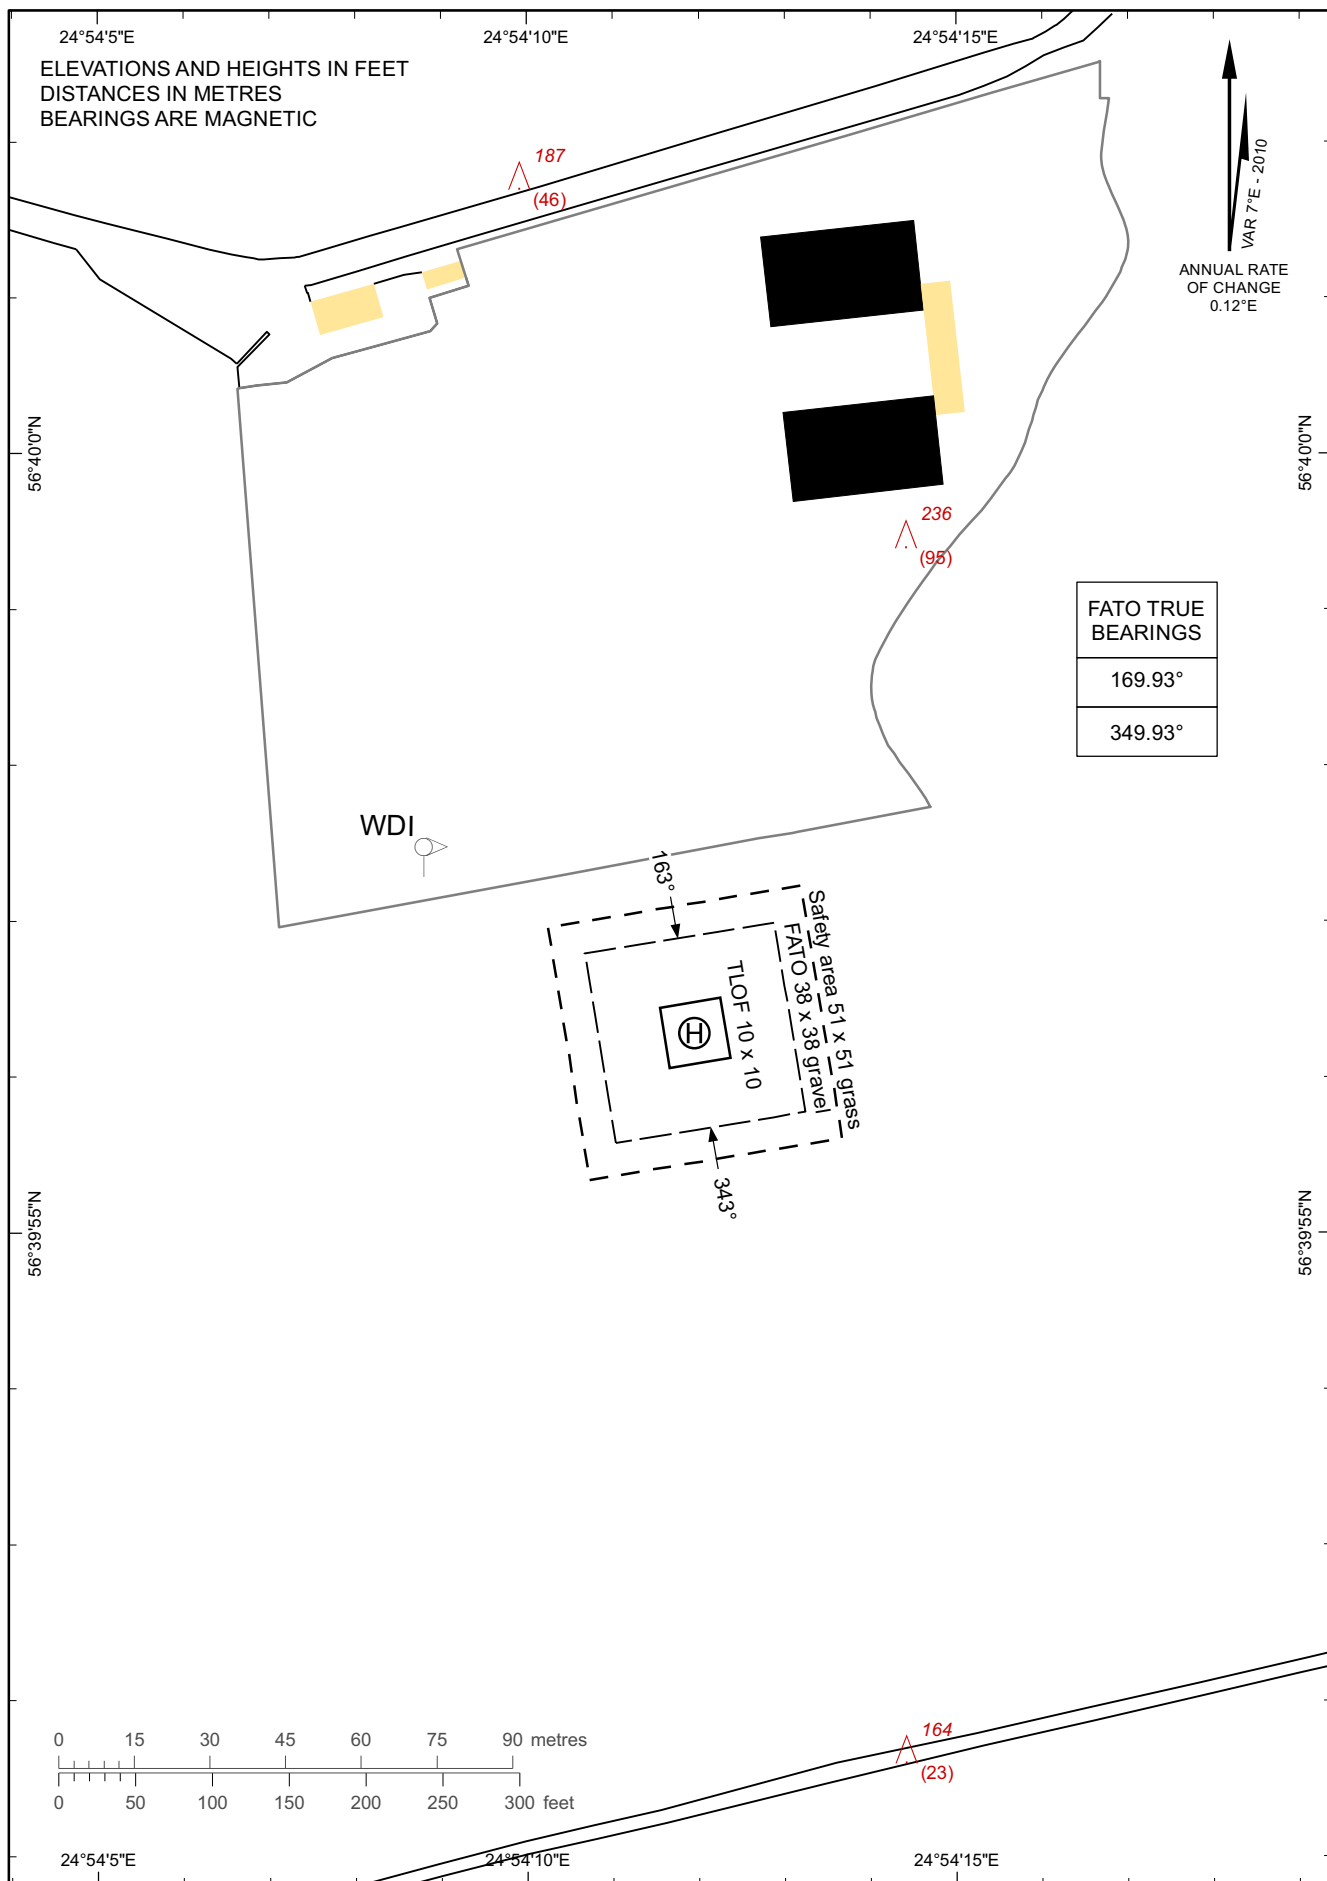 24°54'5"E
24°54'10"E
24°54'15"E
ELEVATIONS AND HEIGHTS IN FEET
DISTANCES IN METRES
BEARINGS ARE MAGNETIC
187
(46)
VAR 7°E - 2010
ANNUAL RATE
OF CHANGE
0.12°E
56°40'0"N
56°40'0"N
236
(95)
FATO TRUE
BEARINGS
169.93°
349.93°
WDI
163°
Safety area 51 x 51 grass
FATO 38 x 38 gravel
TLOF 10 x 10
H
343°
56°39'55"N
56°39'55"N
164
(23)
0 15 30 45 60 75 90 metres
0 50 100 150 200 250 300 feet
24°54'5"E
24°54'10"E
24°54'15"E